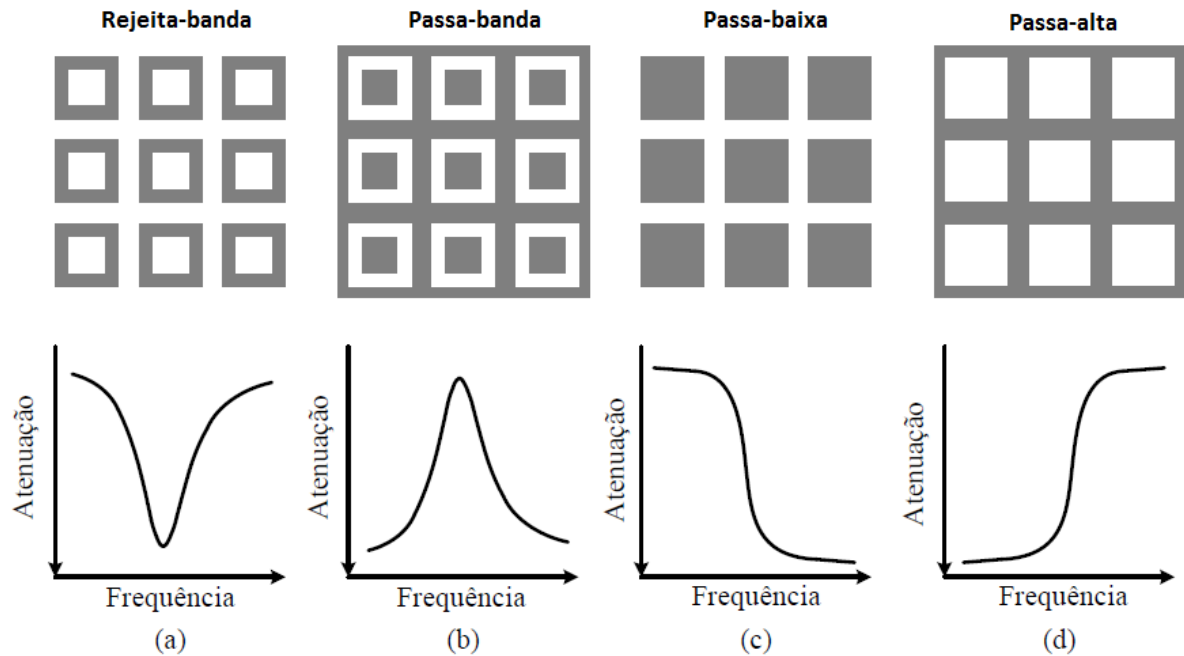 Rejeita-banda
Passa-banda
Passa-baixa
Passa-alta
Atenuação
Frequência
(a)
Atenuação
Frequência
(b)
Atenuação
Frequência
(c)
Atenuação
Frequência
(d)